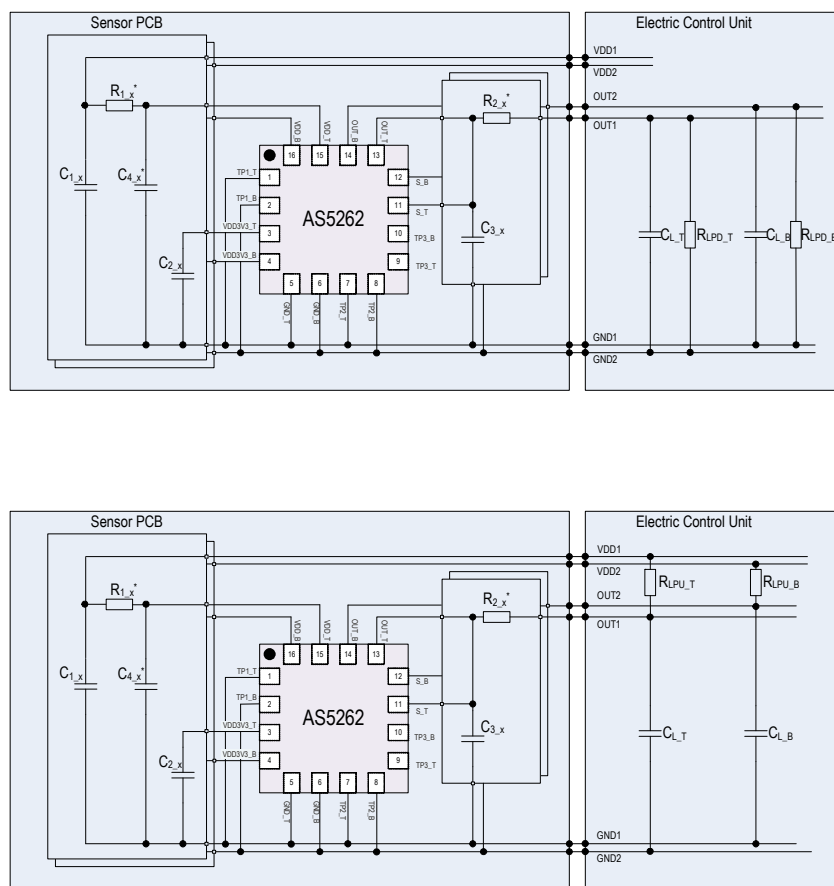 Sensor PCB
Electric Control Unit
VDD1
VDD2
R1_x*
R2_x*
OUT2
OUT1
VDD_B
VDD_T
OUT_B
OUT_T
16
15
14
13
C1_x
C4_x*
TP1_T
1
12
S_B
TP1_B
2
AS5262
11
S_T
VDD3V3_T
3
10
TP3_B
C3_x
CL_T
RLPD_T
CL_B
RLPD_B
C2_x
VDD3V3_B
4
9
TP3_T
5
6
7
8
GND_T
GND_B
TP2_T
TP2_B
GND1
GND2
Sensor PCB
Electric Control Unit
VDD1
VDD2
RLPU_T
RLPU_B
R1_x*
R2_x*
OUT2
OUT1
VDD_B
VDD_T
OUT_B
OUT_T
16
15
14
13
C1_x
C4_x*
TP1_T
1
12
S_B
TP1_B
2
AS5262
11
S_T
VDD3V3_T
3
10
TP3_B
C3_x
CL_T
CL_B
C2_x
VDD3V3_B
4
9
TP3_T
5
6
7
8
GND_T
GND_B
TP2_T
TP2_B
GND1
GND2